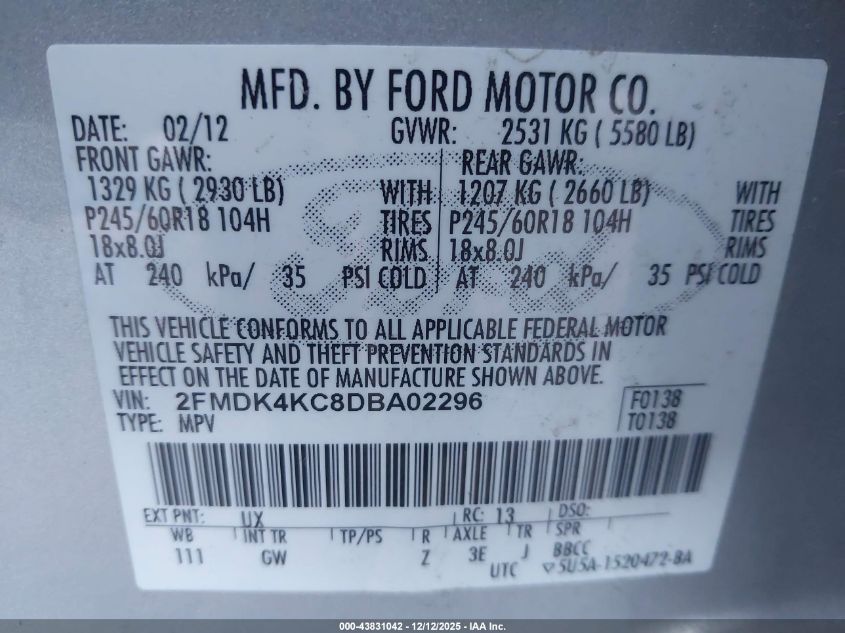 MFD. BY FORD MOTOR CO.
DATE: 02/12 GVWR: 2531 KG ( 5580 LB)
FRONT GAWR: REAR GAWR:
1329 KG ( 2930 LB) WITH 1207 KG ( 2660 LB) WITH
P245/60R18 104H TIRES P245/60R18 104H TIRES
18x8.0J RIMS 18x8.0J RIMS
AT 240 kPa/ 35 PSI COLD AT 240 kPa/ 35 PSI COLD
Ford
THIS VEHICLE CONFORMS TO ALL APPLICABLE FEDERAL MOTOR
VEHICLE SAFETY AND THEFT PREVENTION STANDARDS IN
EFFECT ON THE DATE OF MANUFACTURE SHOWN ABOVE.
VIN: 2FMDK4KC8DBA02296 F0138
TYPE: MPV T0138
EXT PNT: UX RC: 13 DSO:
WB INT TR TP/PS R AXLE TR SPR
111 GW Z 3E J BBCC
UTC ▽5U5A-1520472-BA
000-43831042 - 12/12/2025 - IAA Inc.